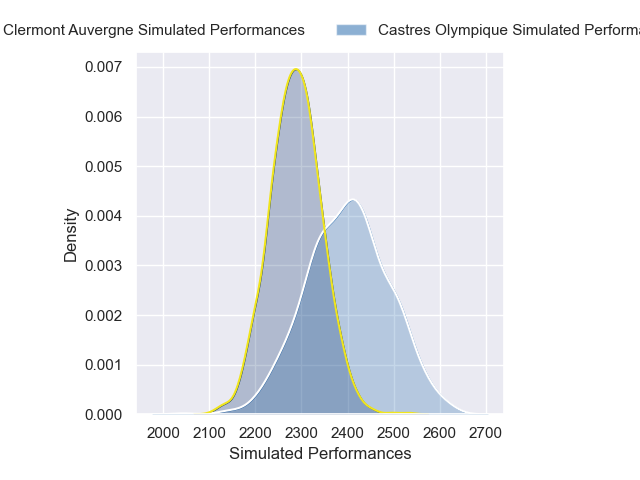 Clermont Auvergne Simulated Performances
Castres Olympique Simulated Performa
0.007
0.006
0.005
0.004
0.003
0.002
0.001
0.000
Density
2000 2100 2200 2300 2400 2500 2600 2700
Simulated Performances